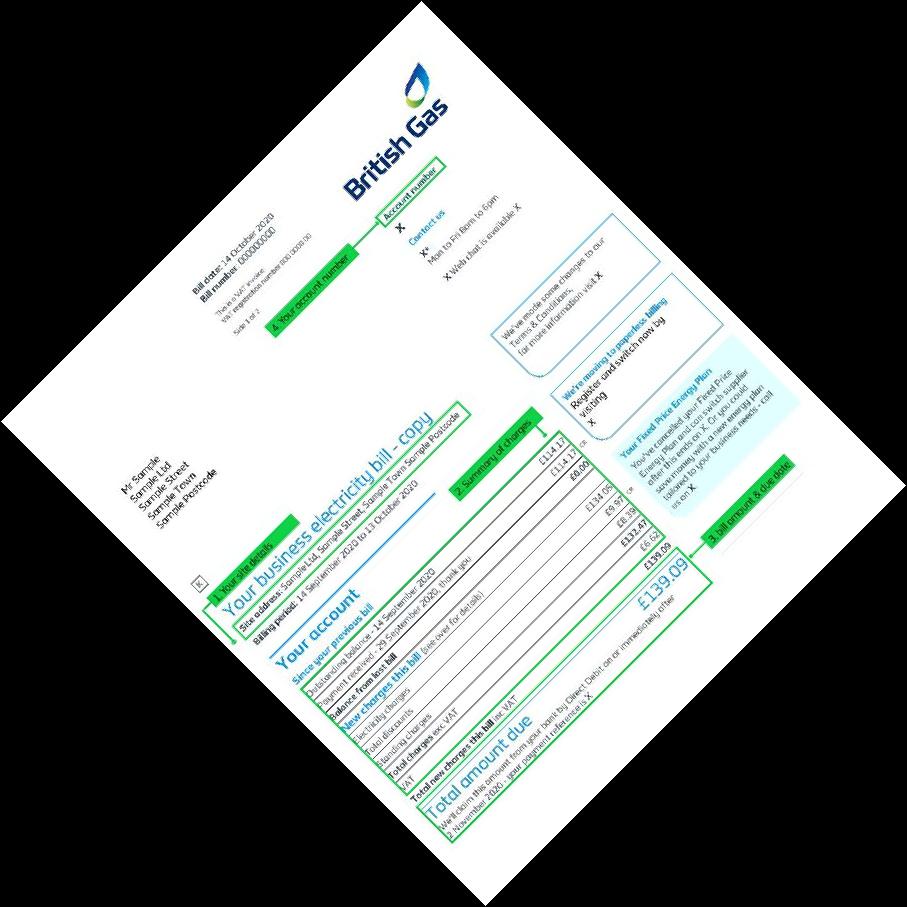 British Gas
Bill date: 14 October 2020
Bill number: 000000000
This is a VAT invoice
VAT registration number 000 0000 00
Side 1 of 2
Account number
X
4. Your account number
Contact us
X*
Mon to Fri 8am to 6pm
X Web chat is available X
Mr Sample
Sample Ltd
Sample Street
Sample Town
Sample Postcode
We've made some changes to our
Terms & Conditions,
for more information visit X
We're moving to paperless billing
Register and switch now by
visiting
X
Your Fixed Price Energy Plan
You've cancelled your Fixed Price
Energy Plan and can switch supplier
after this ends on X. Or you could
save money with a new energy plan
tailored to your business needs - call
us on X
K
1. Your site details
Your business electricity bill - copy
Site address: Sample Ltd, Sample Street, Sample Town Sample Postcode
Billing period: 14 September 2020 to 13 October 2020
2. Summary of charges
Your account
Since your previous bill
Outstanding balance - 14 September 2020 £114.17
Payment received - 29 September 2020, thank you £114.17 CR
Balance from last bill £0.00
New charges this bill (see over for details)
Electricity charges £134.05
Total discounts £9.97 CR
Standing charges £8.39
Total charges exc VAT £132.47
VAT £6.62
Total new charges this bill inc VAT £139.09
3. bill amount & due date
Total amount due £139.09
We'll claim this amount from your bank by Direct Debit on or immediately after
2 November 2020 - your payment reference is X